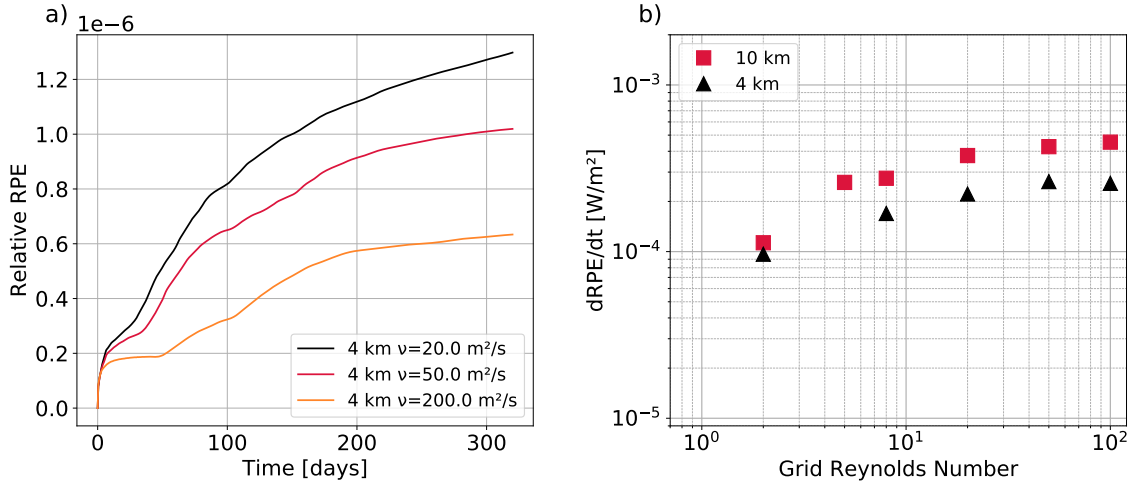 a)
1e−6
Relative RPE
1.2
1.0
0.8
0.6
0.4
0.2
0.0
0
100
200
300
Time [days]
4 km ν=20.0 m²/s
4 km ν=50.0 m²/s
4 km ν=200.0 m²/s
b)
dRPE/dt [W/m²]
10⁻³
10⁻⁴
10⁻⁵
10⁰
10¹
10²
Grid Reynolds Number
10 km
4 km